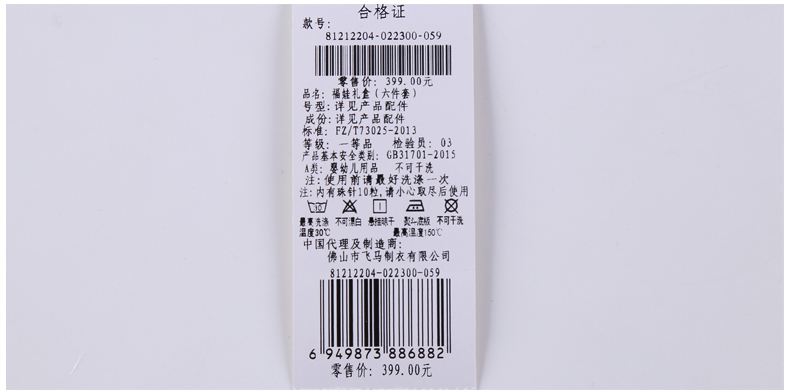 合格证
款号:
81212204-022300-059
零售价: 399.00元
品名: 福娃礼盒(六件套)
号型: 详见产品配件
成份: 详见产品配件
标准: FZ/T73025-2013
等级: 一等品 检验员: 03
产品基本安全类别: GB31701-2015
A类: 婴幼儿用品 不可干洗
注:使用前请最好洗涤一次
注:内有珠针10粒,请小心取尽后使用
最高洗涤 不可漂白 悬挂晾干 熨斗底板 不可干洗
温度30℃ 最高温度150℃
中国代理及制造商:
佛山市飞马制衣有限公司
81212204-022300-059
6 949873 886882
零售价: 399.00元